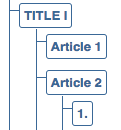 TITLE I
Article 1
Article 2
1.